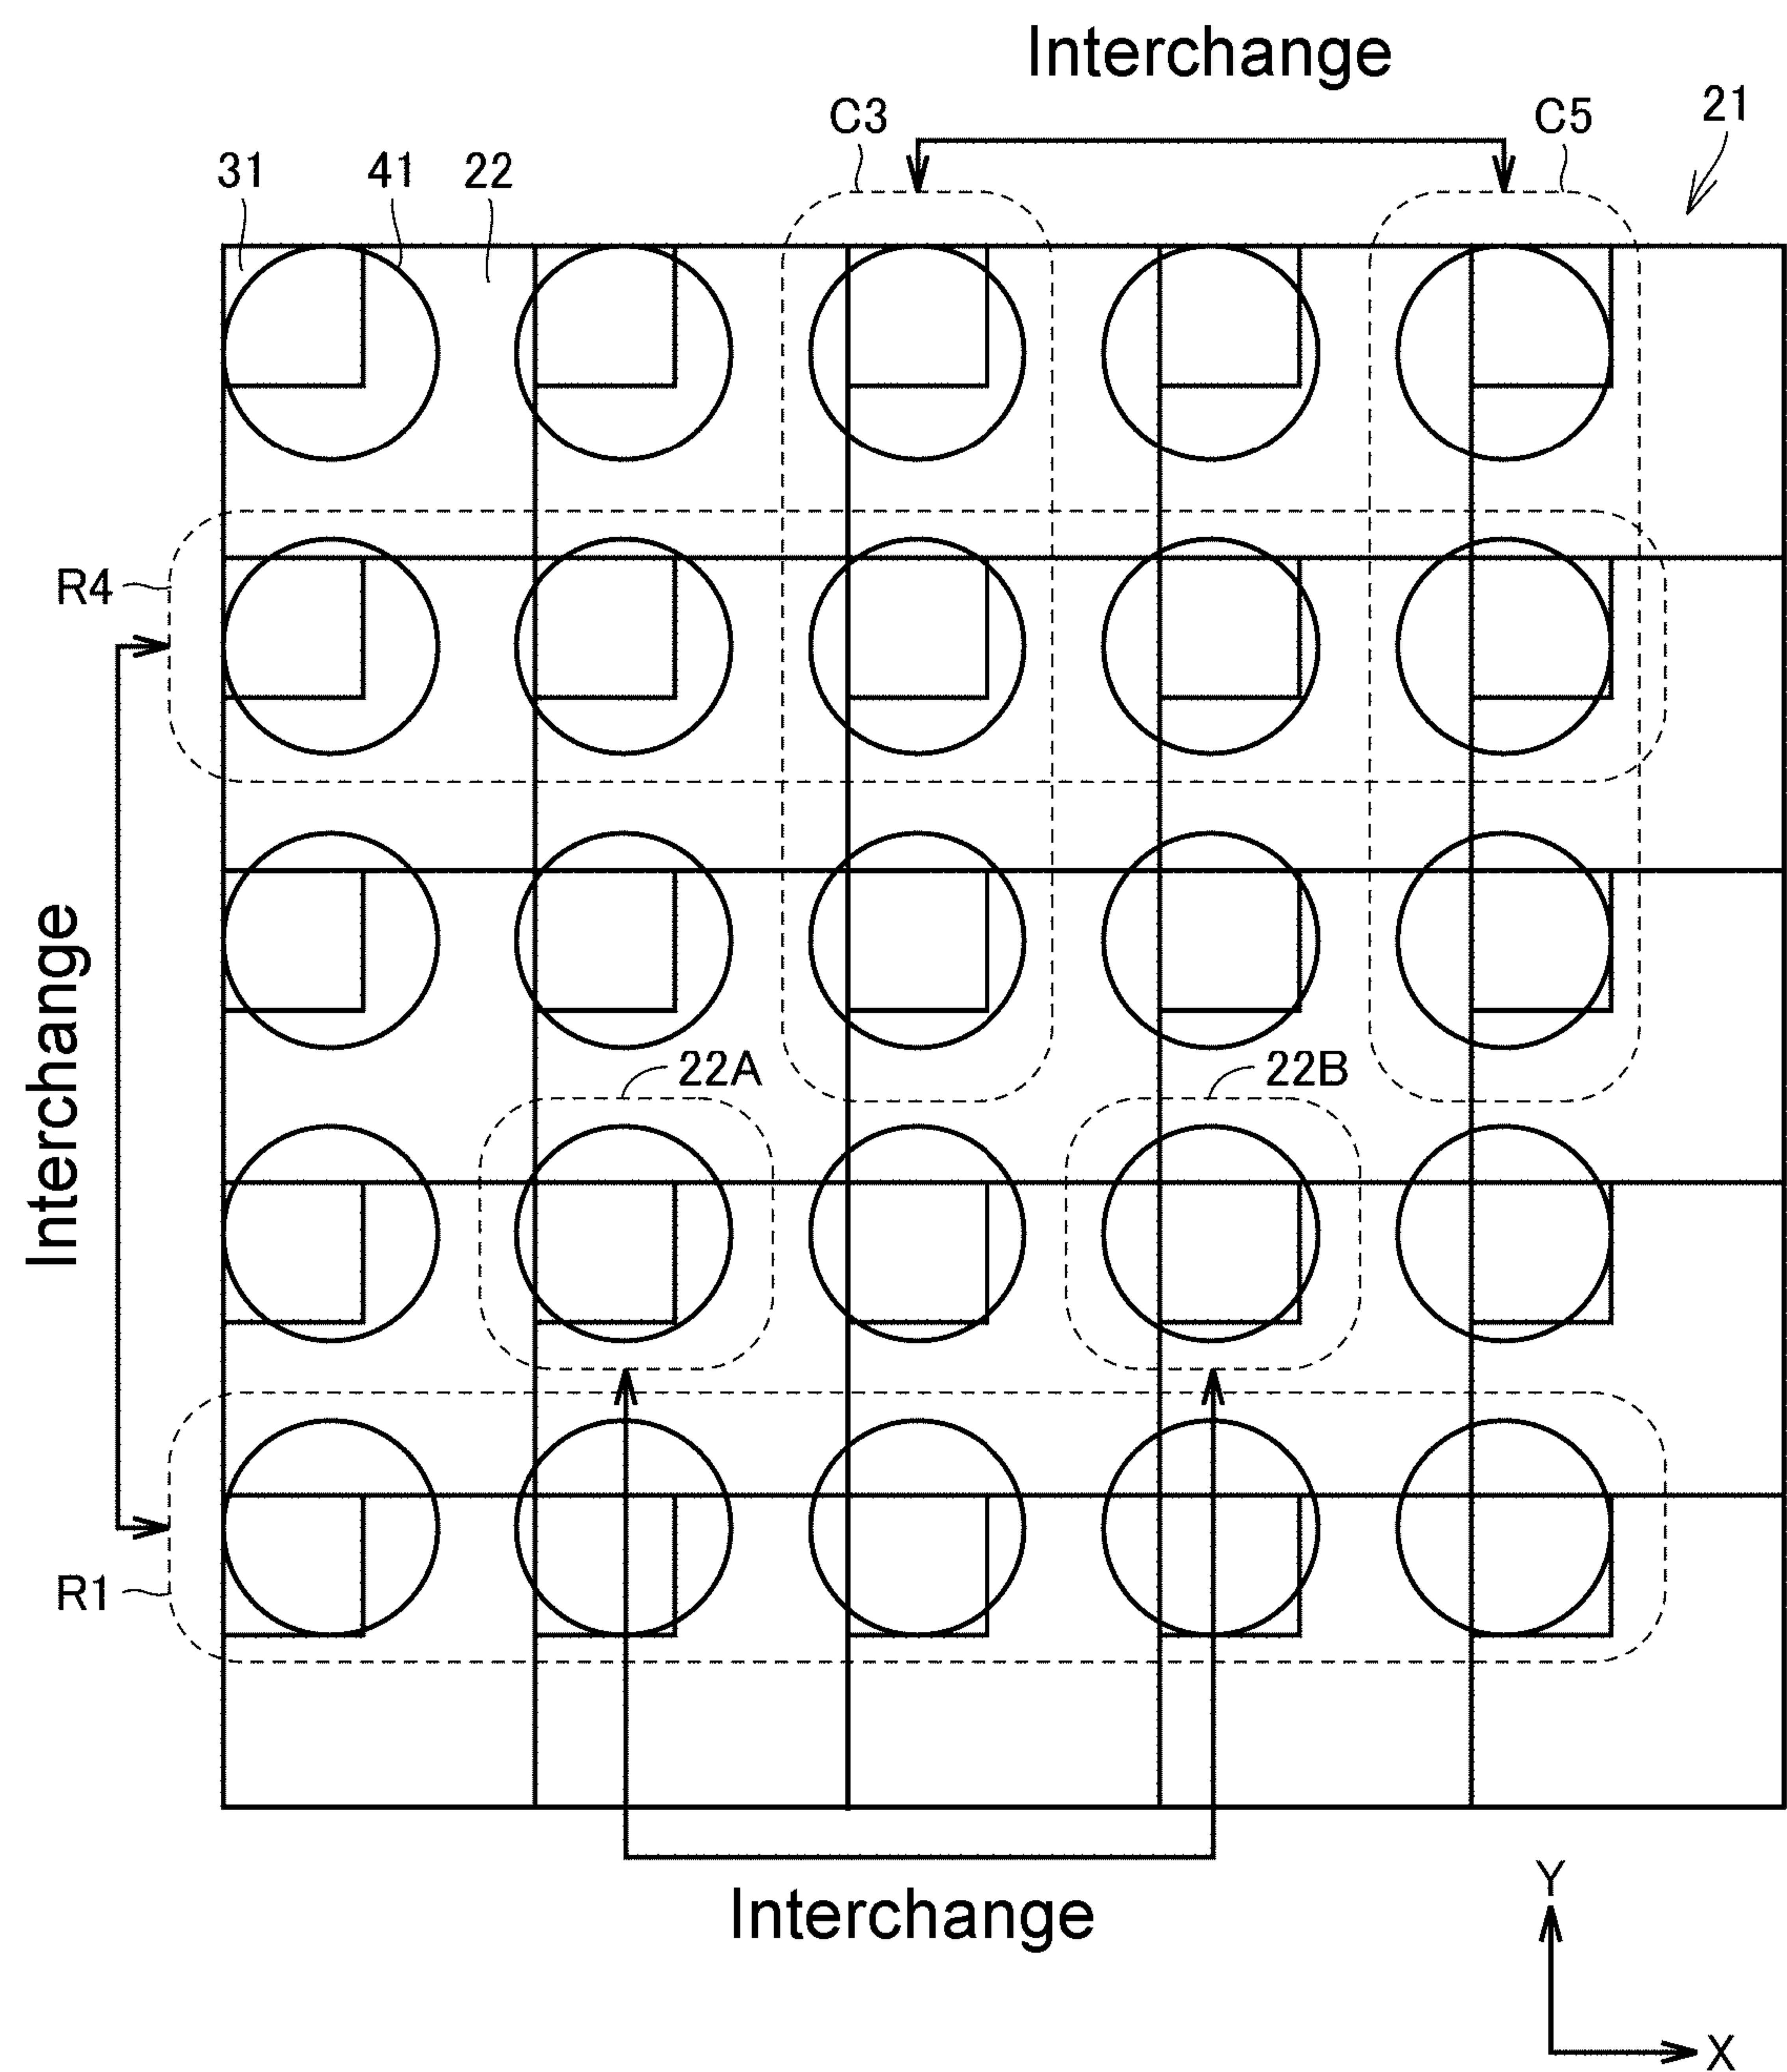 Interchange
C3
C5
21
31
41
22
R4
Interchange
22A
22B
R1
Interchange
Y
X